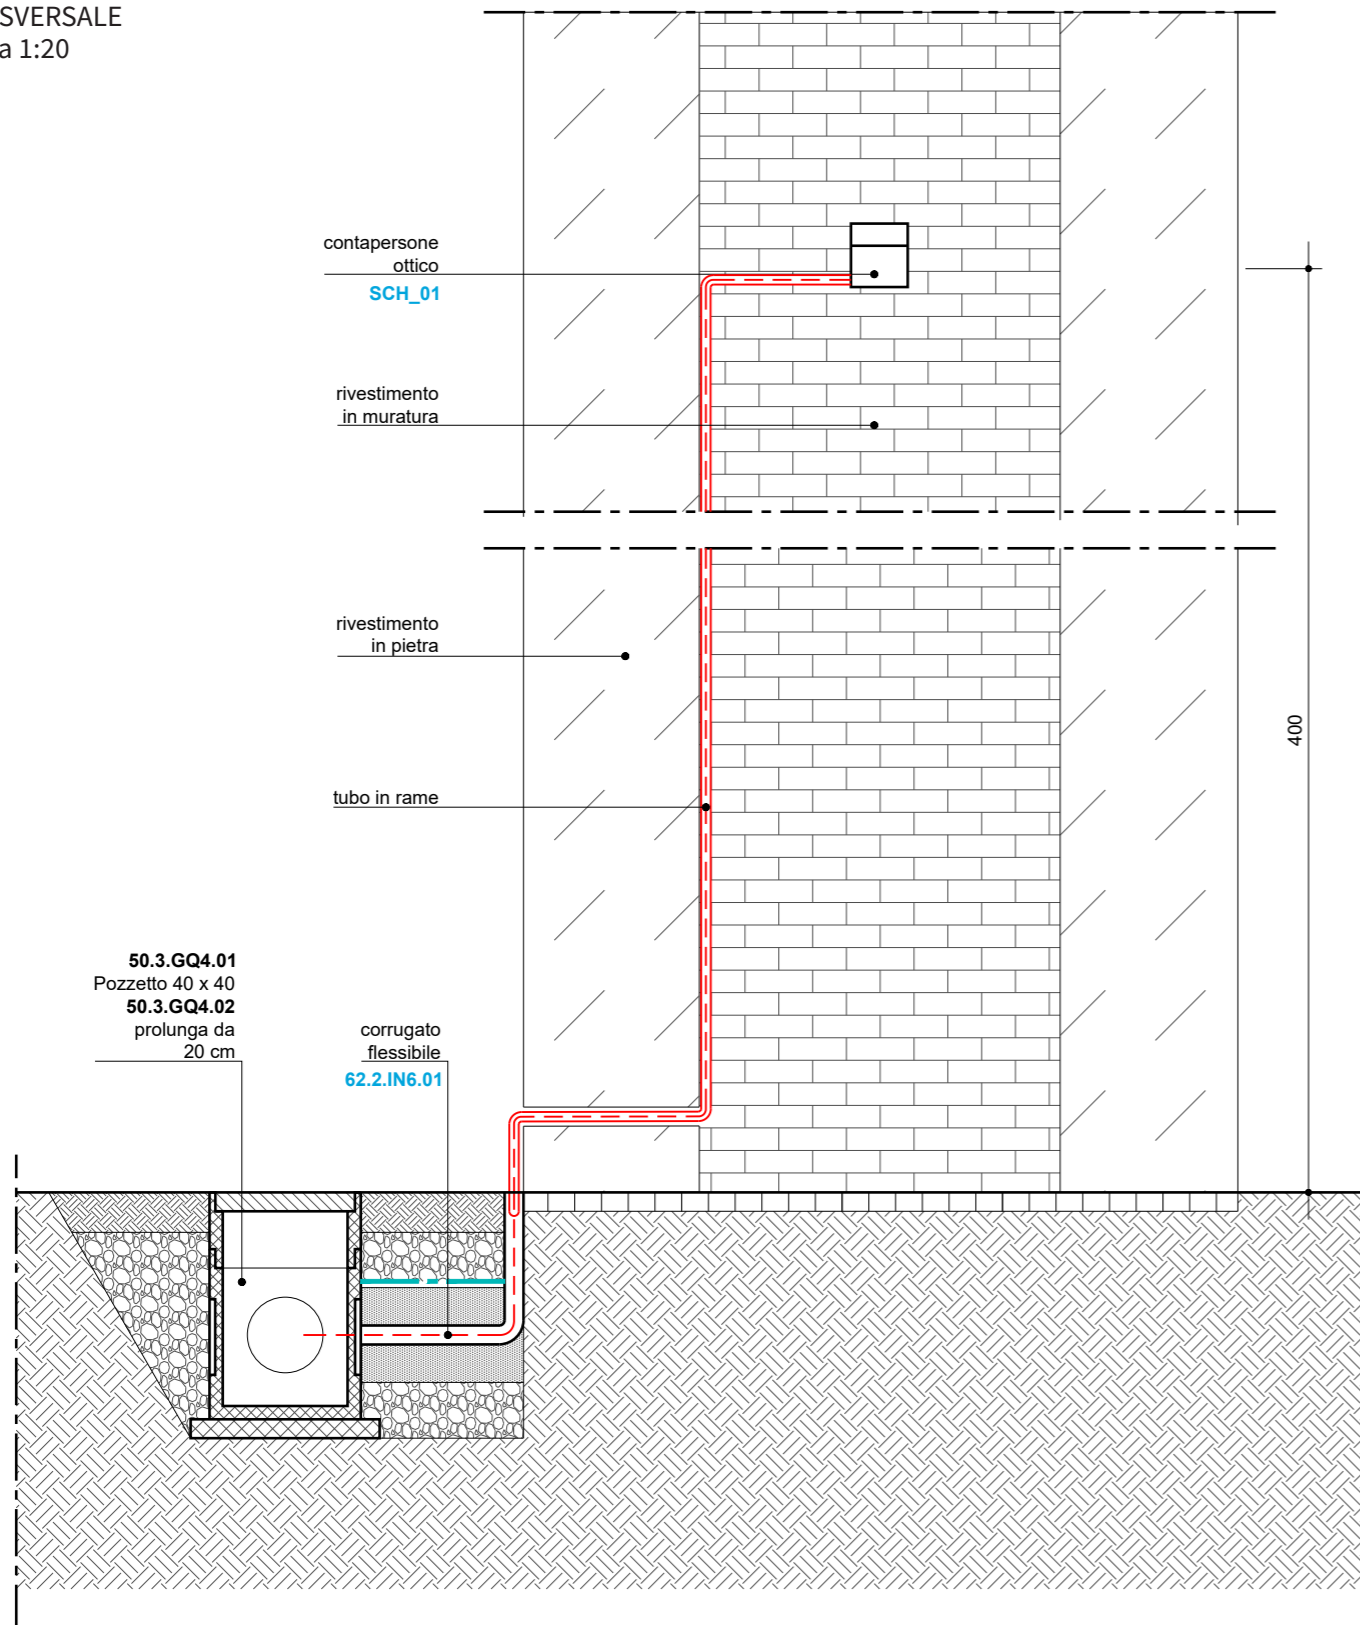 SVERSALE
a 1:20
contapersone
ottico
SCH_01
rivestimento
in muratura
rivestimento
in pietra
tubo in rame
400
50.3.GQ4.01
Pozzetto 40 x 40
50.3.GQ4.02
prolunga da
20 cm
corrugato
flessibile
62.2.IN6.01